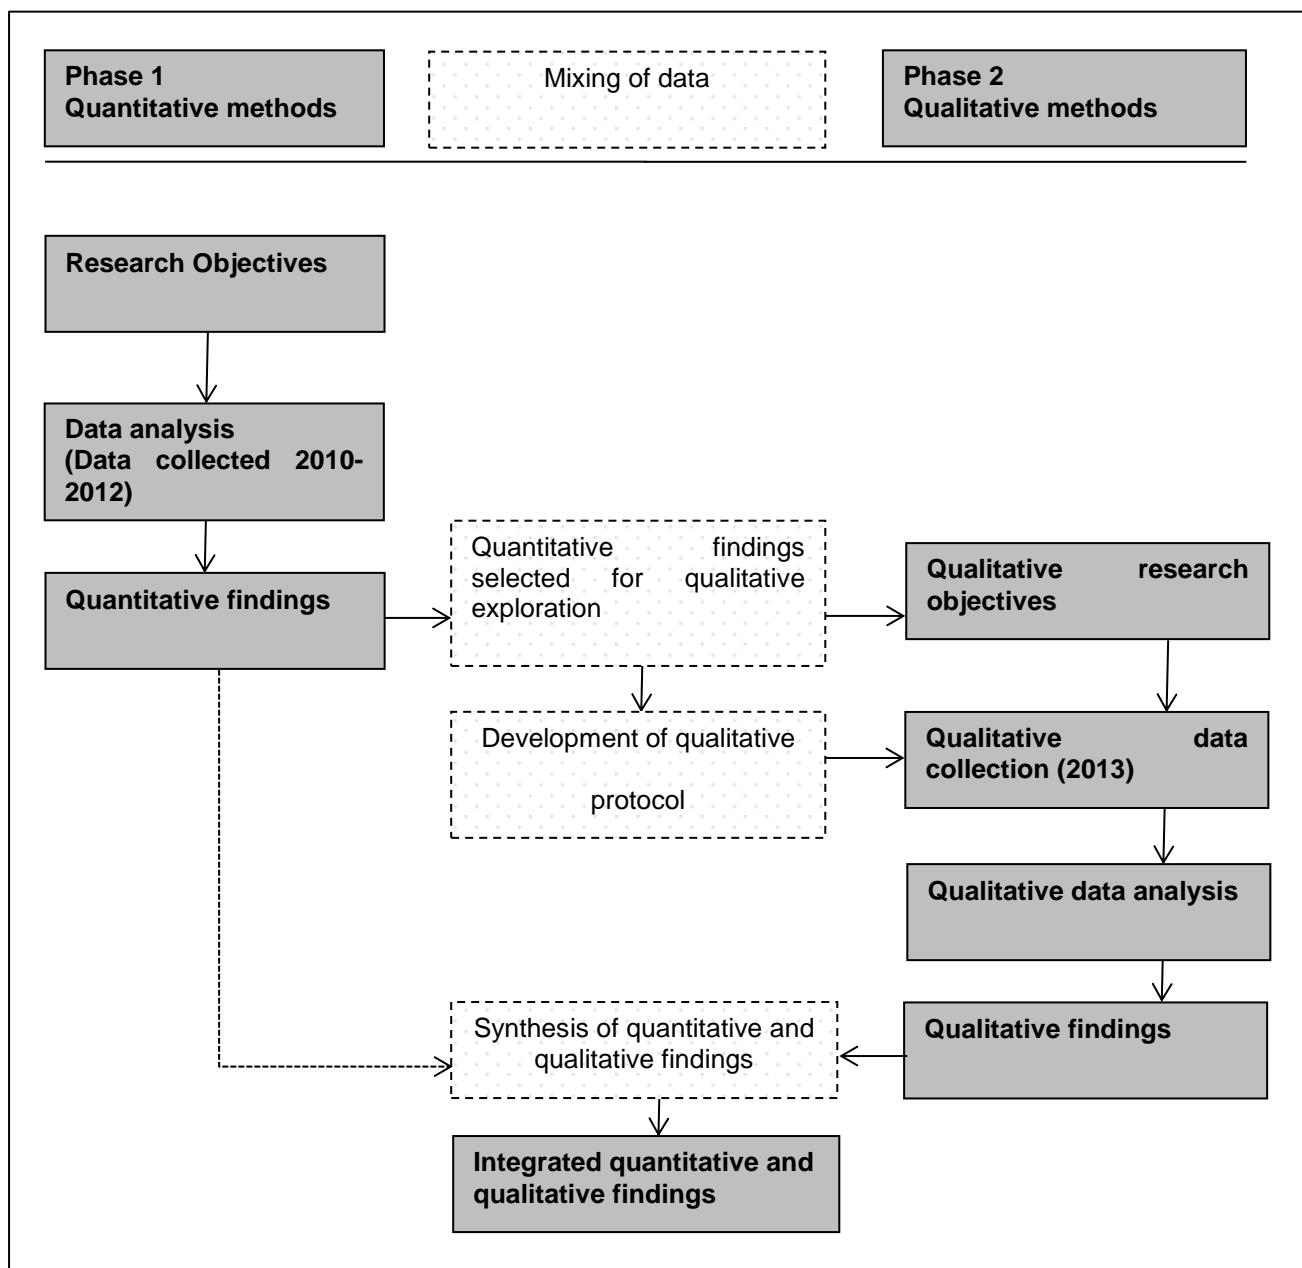 Phase 1
Quantitative methods
Mixing of data
Phase 2
Qualitative methods
Research Objectives
Data analysis
(Data collected 2010-
2012)
Quantitative findings
Quantitative findings
selected for qualitative
exploration
Qualitative research
objectives
Development of qualitative
protocol
Qualitative data
collection (2013)
Qualitative data analysis
Synthesis of quantitative and
qualitative findings
Qualitative findings
Integrated quantitative and
qualitative findings